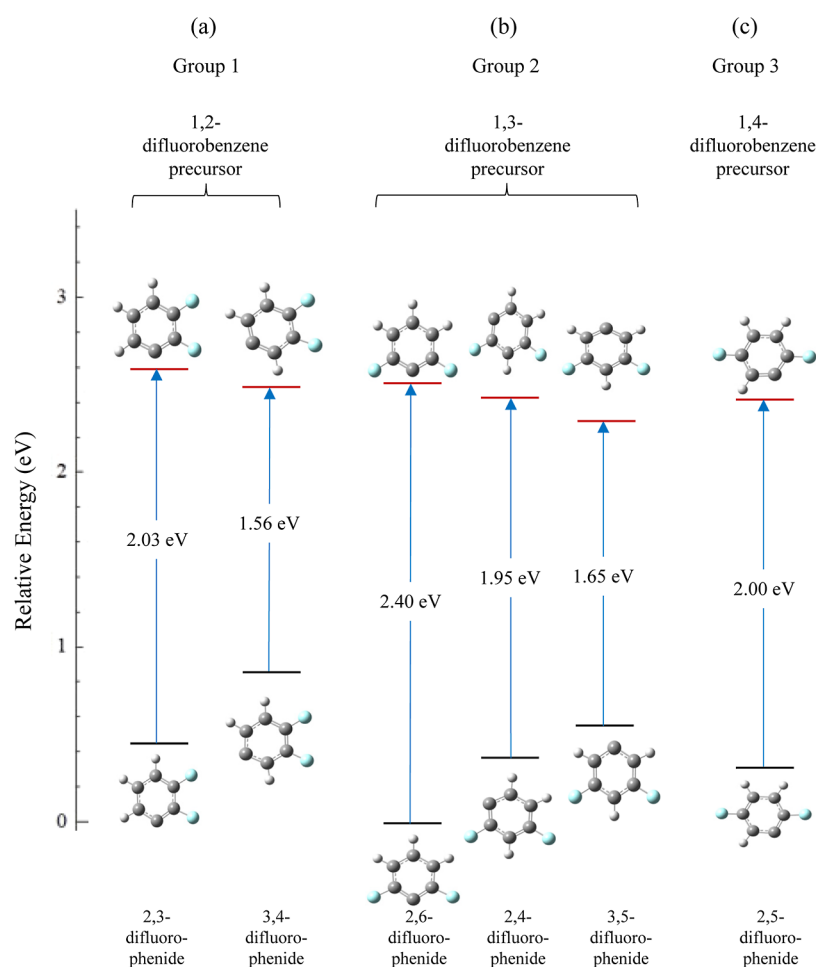 (a)
(b)
(c)
Group 1
Group 2
Group 3
1,2-
difluorobenzene
precursor
1,3-
difluorobenzene
precursor
1,4-
difluorobenzene
precursor
Relative Energy (eV)
3
2
1
0
2.03 eV
1.56 eV
2.40 eV
1.95 eV
1.65 eV
2.00 eV
2,3-
difluoro-
phenide
3,4-
difluoro-
phenide
2,6-
difluoro-
phenide
2,4-
difluoro-
phenide
3,5-
difluoro-
phenide
2,5-
difluoro-
phenide